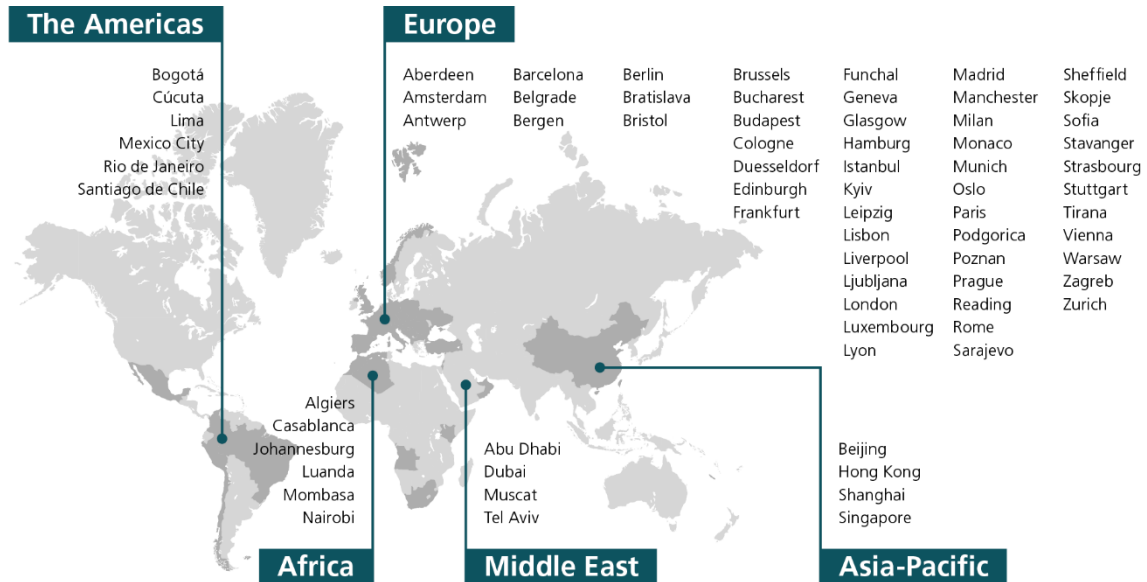 The Americas
Bogotá
Cúcuta
Lima
Mexico City
Rio de Janeiro
Santiago de Chile
Europe
Aberdeen
Amsterdam
Antwerp
Barcelona
Belgrade
Bergen
Berlin
Bratislava
Bristol
Brussels
Bucharest
Budapest
Cologne
Duesseldorf
Edinburgh
Frankfurt
Funchal
Geneva
Glasgow
Hamburg
Istanbul
Kyiv
Leipzig
Lisbon
Liverpool
Ljubljana
London
Luxembourg
Lyon
Madrid
Manchester
Milan
Monaco
Munich
Oslo
Paris
Podgorica
Poznan
Prague
Reading
Rome
Sarajevo
Sheffield
Skopje
Sofia
Stavanger
Strasbourg
Stuttgart
Tirana
Vienna
Warsaw
Zagreb
Zurich
Algiers
Casablanca
Johannesburg
Luanda
Mombasa
Nairobi
Africa
Abu Dhabi
Dubai
Muscat
Tel Aviv
Middle East
Beijing
Hong Kong
Shanghai
Singapore
Asia-Pacific